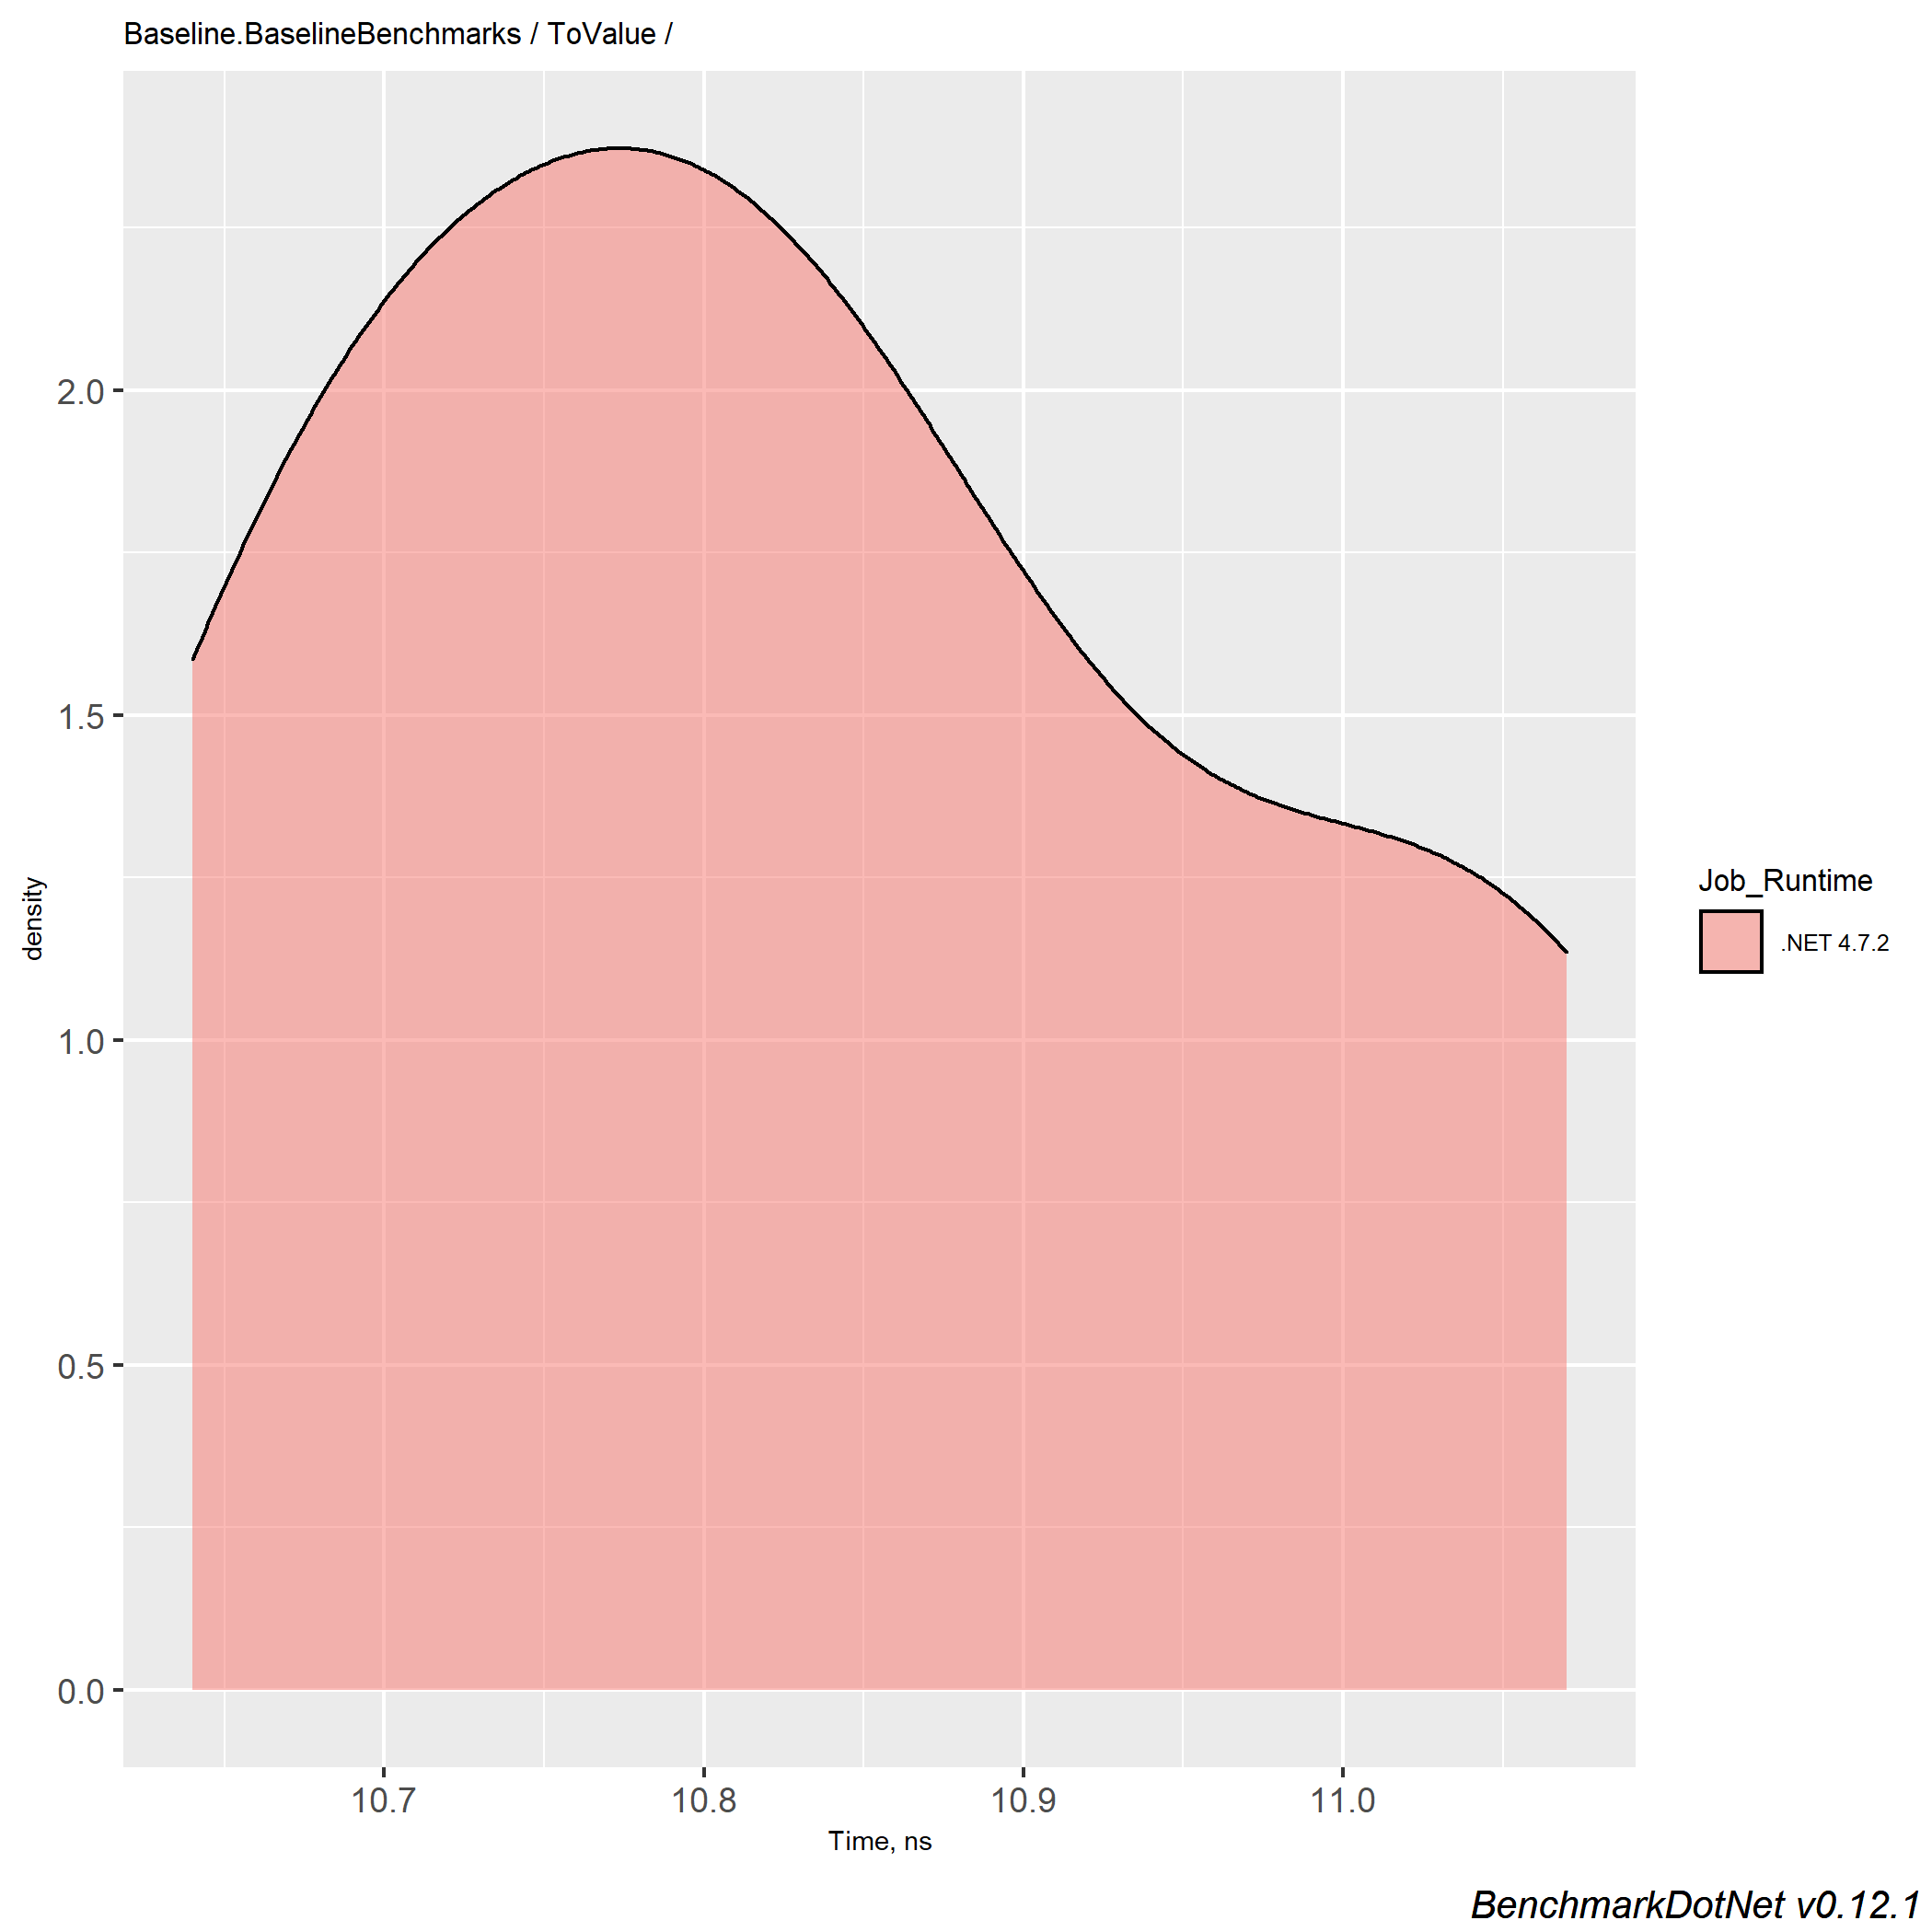 Baseline.BaselineBenchmarks / ToValue /
2.0
1.5
1.0
0.5
0.0
density
10.7 10.8 10.9 11.0
Time, ns
Job_Runtime
.NET 4.7.2
BenchmarkDotNet v0.12.1